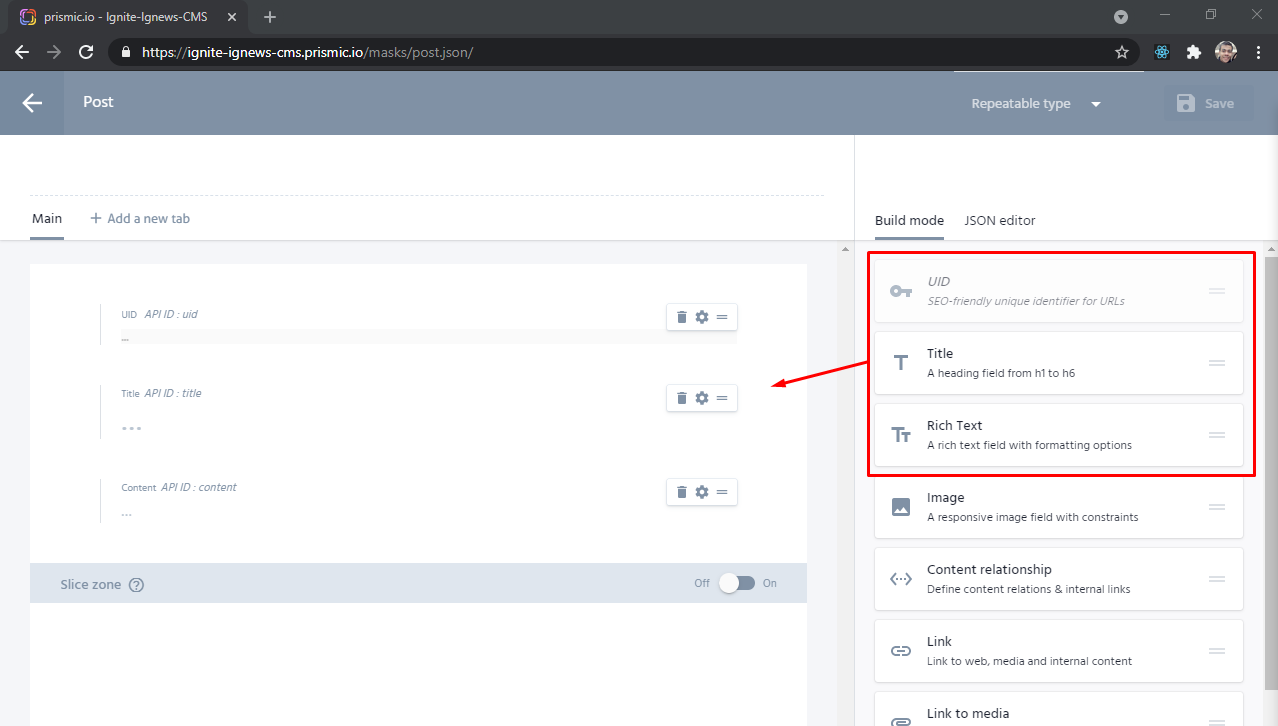 prismic.io - Ignite-Ignews-CMS
https://ignite-ignews-cms.prismic.io/masks/post.json/
Post
Repeatable type
Save
Main
Add a new tab
Build mode
JSON editor
UID API ID : uid
...
Title API ID : title
...
Content API ID : content
...
Slice zone ?
Off
On
UID
SEO-friendly unique identifier for URLs
Title
A heading field from h1 to h6
Rich Text
A rich text field with formatting options
Image
A responsive image field with constraints
Content relationship
Define content relations & internal links
Link
Link to web, media and internal content
Link to media